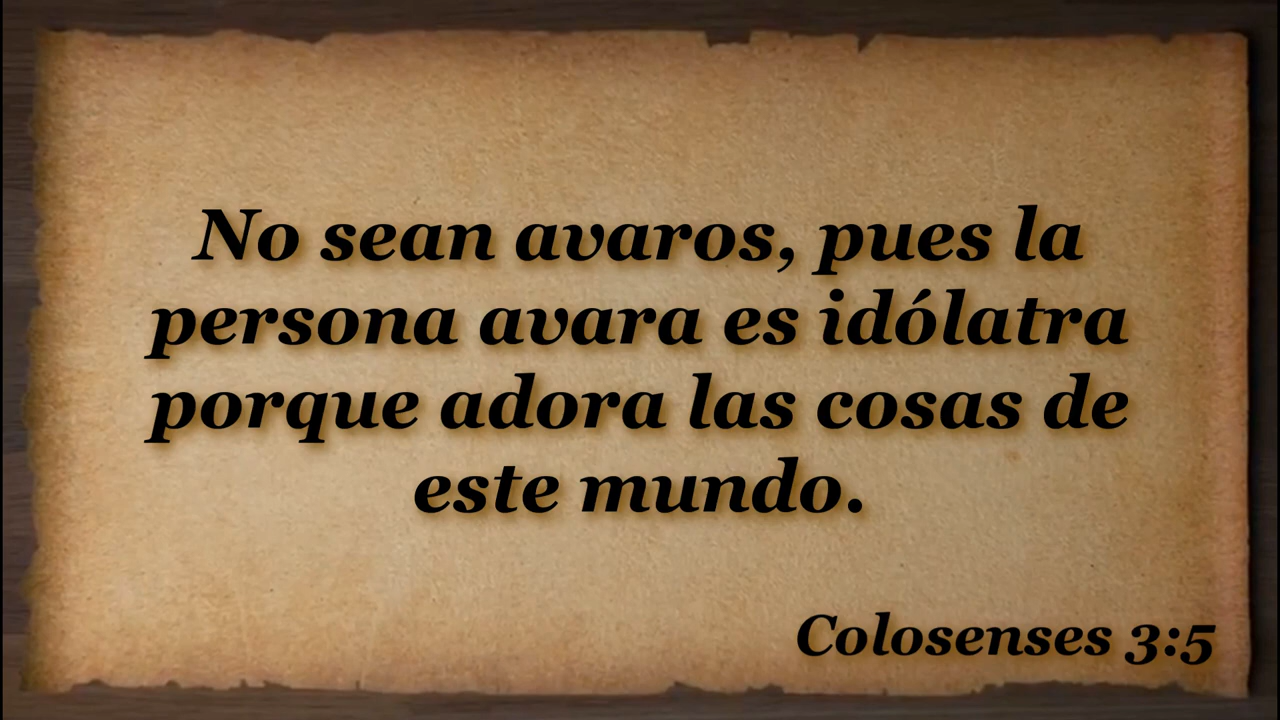 No sean avaros, pues la
persona avara es idólatra
porque adora las cosas de
este mundo.
Colosenses 3:5